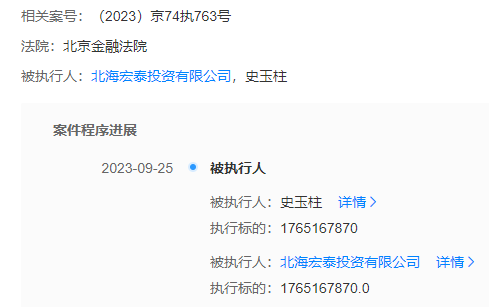 相关案号：（2023）京74执763号
法院：北京金融法院
被执行人：北海宏泰投资有限公司，史玉柱
案件程序进展
2023-09-25 被执行人
被执行人：史玉柱 详情 >
执行标的：1765167870
被执行人：北海宏泰投资有限公司 详情 >
执行标的：1765167870.0